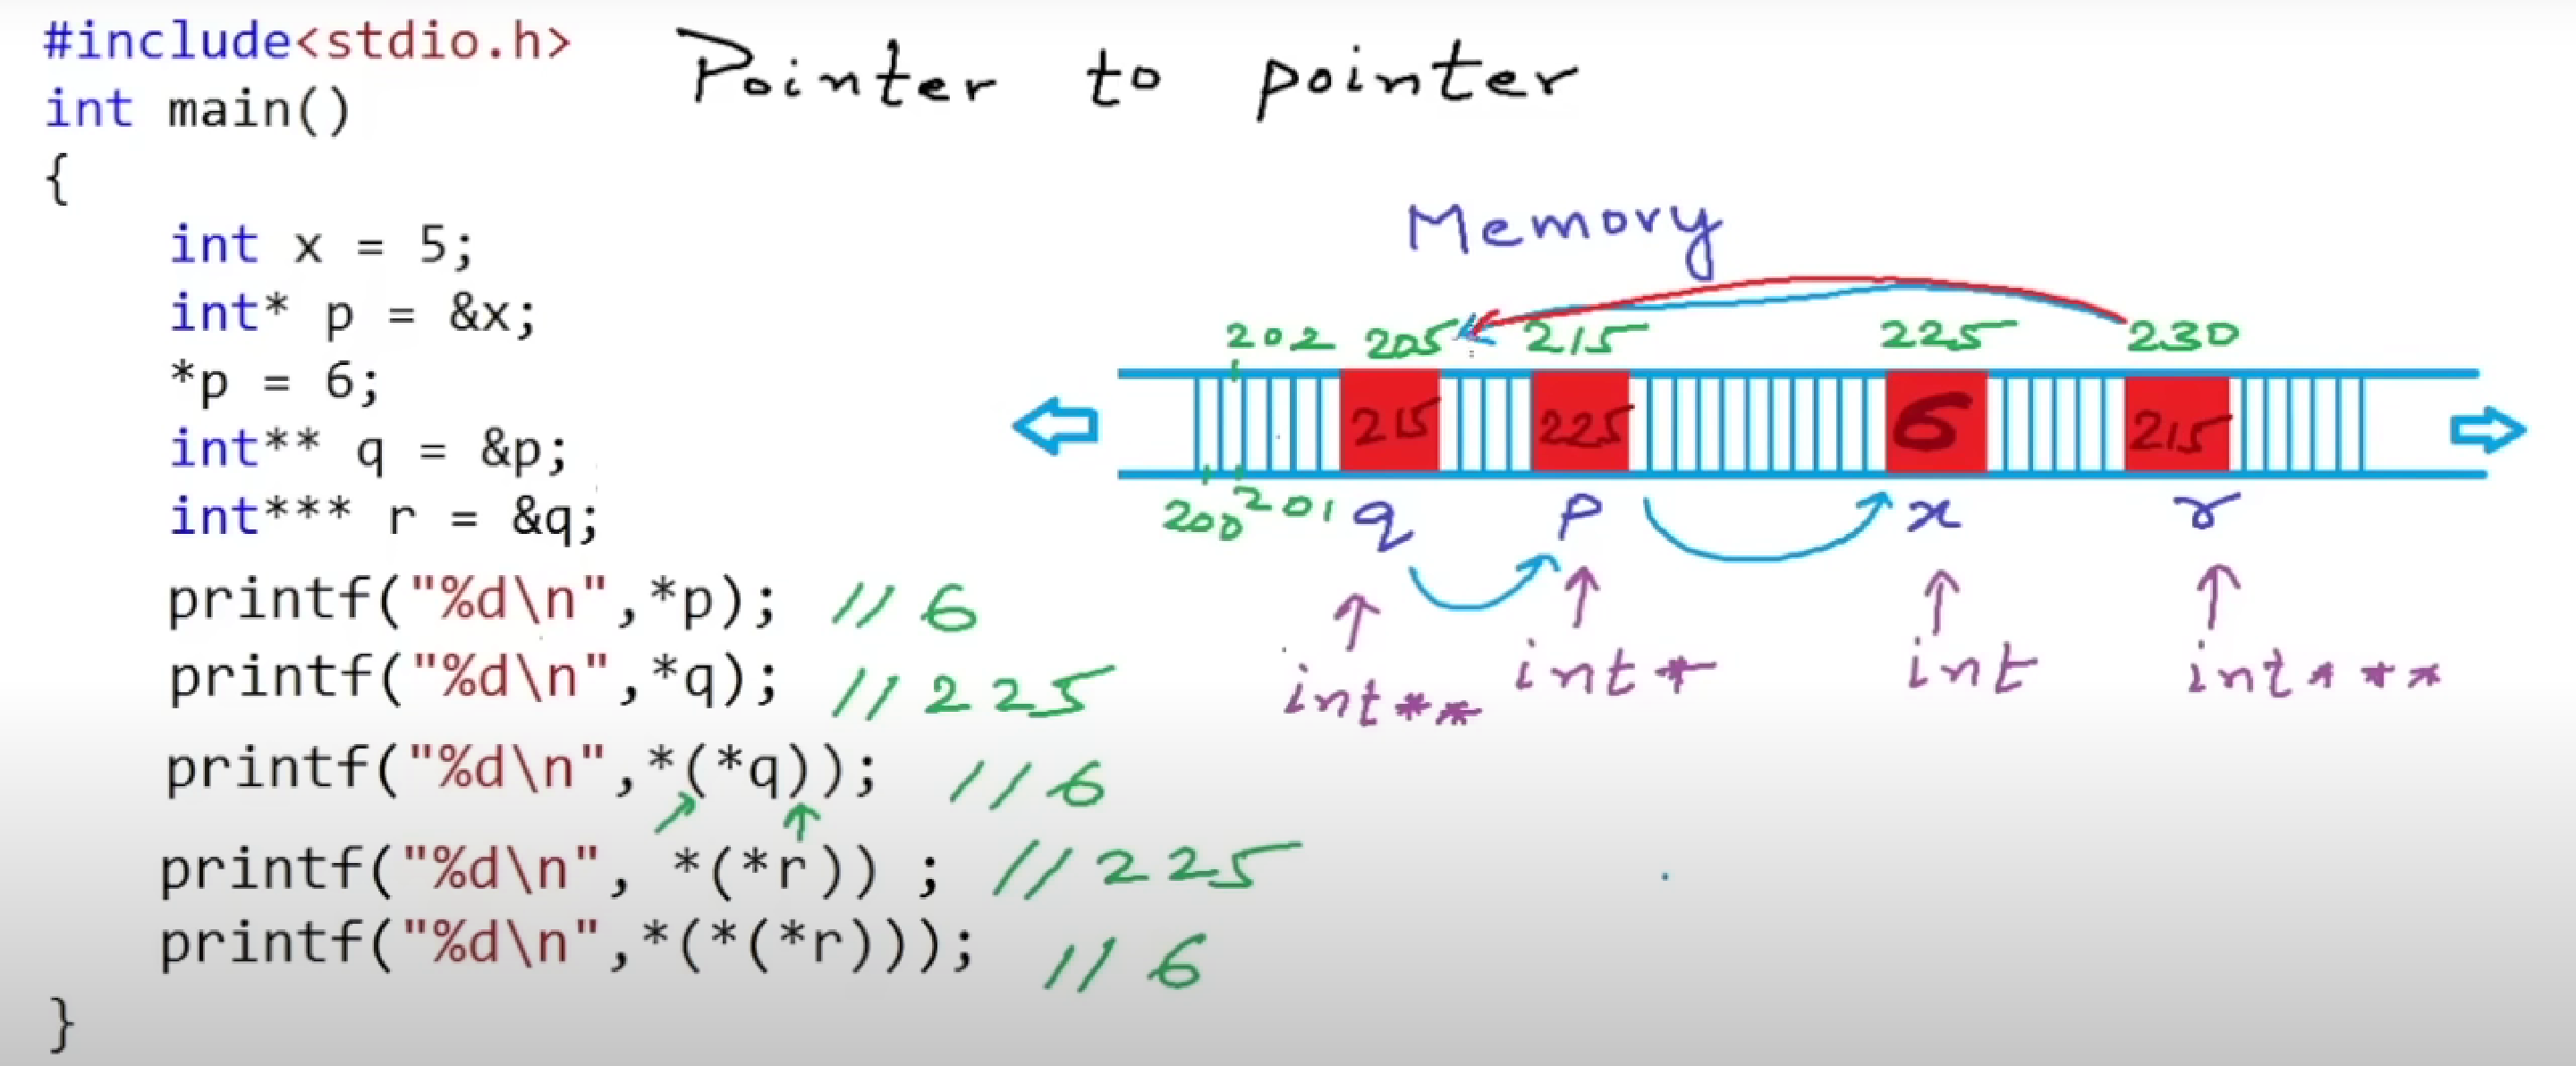 #include<stdio.h>
Pointer to pointer
int main()
{
int x = 5;
int* p = &x;
*p = 6;
int** q = &p;
int*** r = &q;
printf("%d\n",*p); // 6
printf("%d\n",*q); // 225
printf("%d\n",*(*q)); // 6
printf("%d\n", *(*r)) ; // 225
printf("%d\n",*(*(*r))); // 6
}
Memory
202 205 215 225 230
215 225 6 215
200 201 q p x r
int** int* int int***